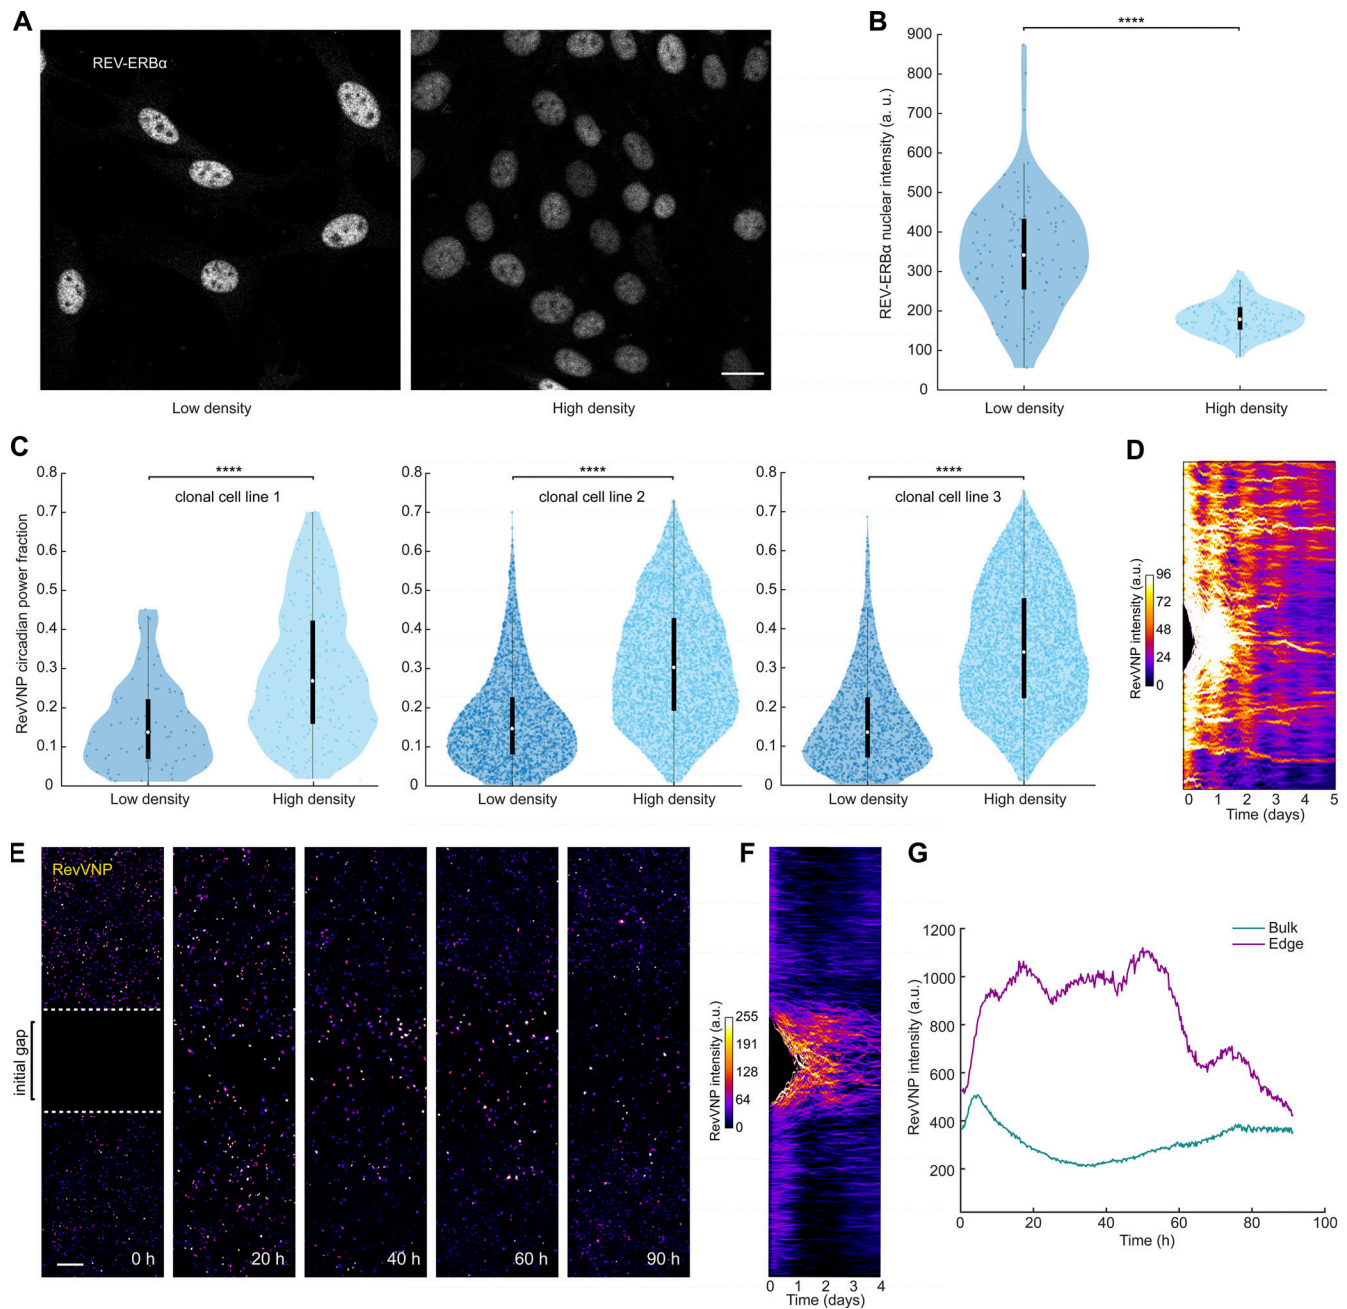 A
REV-ERBα
Low density
High density
B
****
REV-ERBα nuclear intensity (a. u.)
900
800
700
600
500
400
300
200
100
0
Low density
High density
C
RevVNP circadian power fraction
0.8
0.7
0.6
0.5
0.4
0.3
0.2
0.1
0
****
clonal cell line 1
Low density
High density
0.8
0.7
0.6
0.5
0.4
0.3
0.2
0.1
0
****
clonal cell line 2
Low density
High density
0.8
0.7
0.6
0.5
0.4
0.3
0.2
0.1
0
****
clonal cell line 3
Low density
High density
D
RevVNP intensity (a.u.)
96
72
48
24
0
0 1 2 3 4 5
Time (days)
E
RevVNP
initial gap
0 h
20 h
40 h
60 h
90 h
F
RevVNP intensity (a.u.)
255
191
128
64
0
0 1 2 3 4
Time (days)
G
RevVNP intensity (a.u.)
1200
1000
800
600
400
200
Bulk
Edge
0 20 40 60 80 100
Time (h)